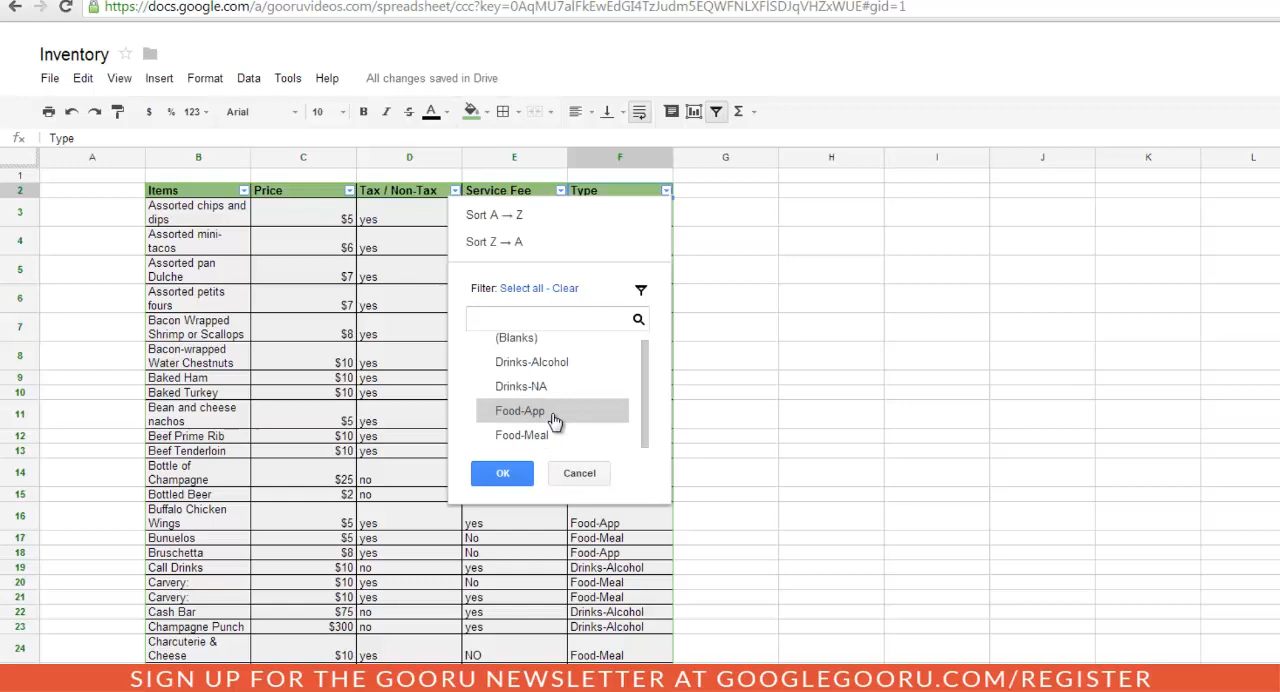 https://docs.google.com/a/gooruvideos.com/spreadsheet/ccc?key=0AqMU7alFkEwEdGI4TzJudm5EQWFNLXFlSDJqVHZxWUE#gid=1
Inventory
File Edit View Insert Format Data Tools Help All changes saved in Drive
$ % 123 Arial 10 B I S A Σ
fx Type
A B C D E F G H I J K L
1
2 Items Price Tax / Non-Tax Service Fee Type
3 Assorted chips and dips $5 yes
4 Assorted mini-tacos $6 yes
5 Assorted pan Dulche $7 yes
6 Assorted petits fours $7 yes
7 Bacon Wrapped Shrimp or Scallops $8 yes
8 Bacon-wrapped Water Chestnuts $10 yes
9 Baked Ham $10 yes
10 Baked Turkey $10 yes
11 Bean and cheese nachos $5 yes
12 Beef Prime Rib $10 yes
13 Beef Tenderloin $10 yes
14 Bottle of Champagne $25 no
15 Bottled Beer $2 no
16 Buffalo Chicken Wings $5 yes yes Food-App
17 Bunuelos $5 yes No Food-Meal
18 Bruschetta $8 yes No Food-App
19 Call Drinks $10 no yes Drinks-Alcohol
20 Carvery: $10 yes No Food-Meal
21 Carvery: $10 yes yes Food-Meal
22 Cash Bar $75 no yes Drinks-Alcohol
23 Champagne Punch $300 no yes Drinks-Alcohol
24 Charcuterie & Cheese $10 yes NO Food-Meal
Sort A → Z
Sort Z → A
Filter: Select all - Clear
(Blanks)
Drinks-Alcohol
Drinks-NA
Food-App
Food-Meal
OK Cancel
SIGN UP FOR THE GOORU NEWSLETTER AT GOOGLEGOORU.COM/REGISTER